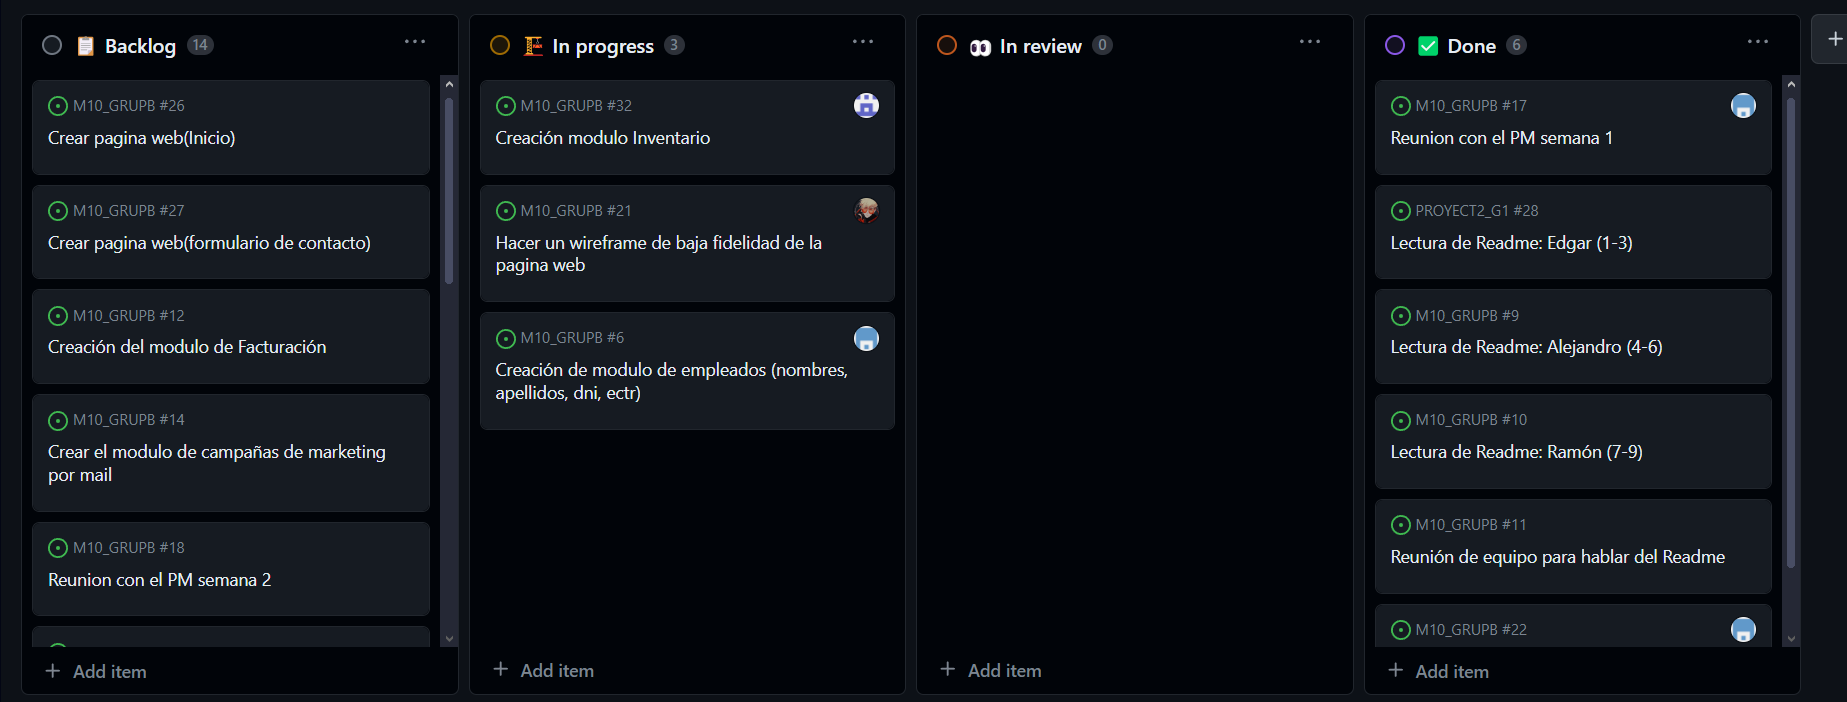 Backlog 14
M10_GRUPB #26
Crear pagina web(Inicio)
M10_GRUPB #27
Crear pagina web(formulario de contacto)
M10_GRUPB #12
Creación del modulo de Facturación
M10_GRUPB #14
Crear el modulo de campañas de marketing
por mail
M10_GRUPB #18
Reunion con el PM semana 2
Add item
In progress 3
M10_GRUPB #32
Creación modulo Inventario
M10_GRUPB #21
Hacer un wireframe de baja fidelidad de la
pagina web
M10_GRUPB #6
Creación de modulo de empleados (nombres,
apellidos, dni, ectr)
Add item
In review 0
Add item
Done 6
M10_GRUPB #17
Reunion con el PM semana 1
PROYECT2_G1 #28
Lectura de Readme: Edgar (1-3)
M10_GRUPB #9
Lectura de Readme: Alejandro (4-6)
M10_GRUPB #10
Lectura de Readme: Ramón (7-9)
M10_GRUPB #11
Reunión de equipo para hablar del Readme
M10_GRUPB #22
Add item